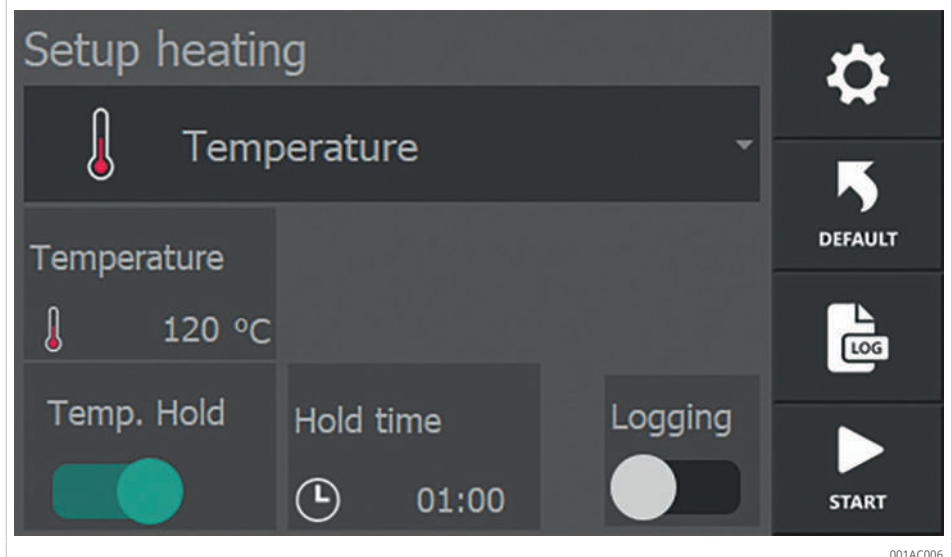 Setup heating
Temperature
Temperature
120 °C
Temp. Hold
Hold time
01:00
Logging
DEFAULT
LOG
START
001AC006